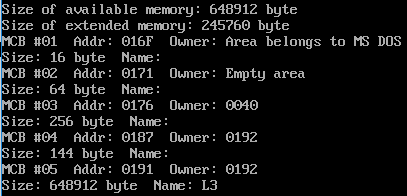 Size of available memory: 648912 byte
Size of extended memory: 245760 byte
MCB #01  Addr: 016F  Owner: Area belongs to MS DOS
Size: 16 byte  Name:
MCB #02  Addr: 0171  Owner: Empty area
Size: 64 byte  Name:
MCB #03  Addr: 0176  Owner: 0040
Size: 256 byte  Name:
MCB #04  Addr: 0187  Owner: 0192
Size: 144 byte  Name:
MCB #05  Addr: 0191  Owner: 0192
Size: 648912 byte  Name: L3